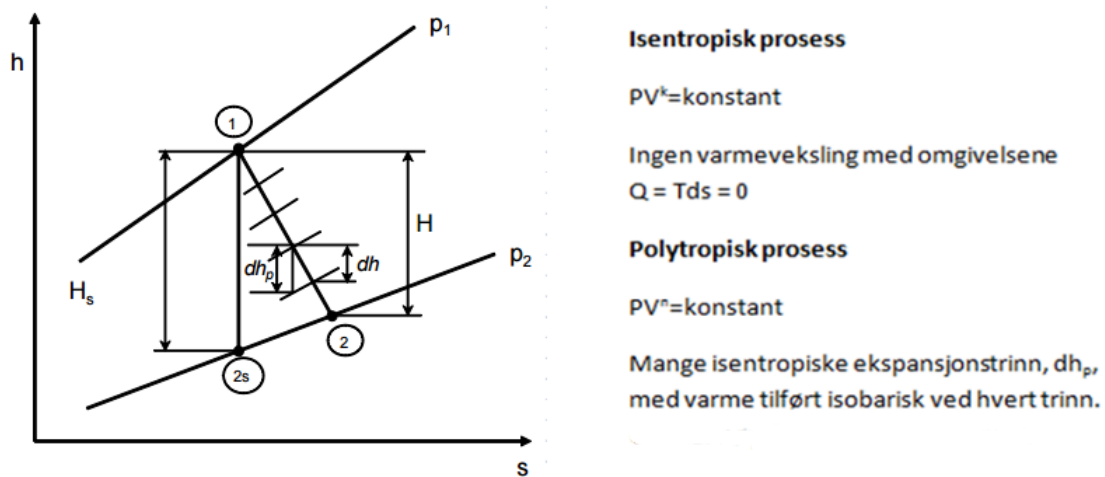 h
p₁
1
H
dhₚ
dh
p₂
Hₛ
2
2s
s
Isentropisk prosess
PVᵏ=konstant
Ingen varmeveksling med omgivelsene
Q = Tds = 0
Polytropisk prosess
PVⁿ=konstant
Mange isentropiske ekspansjonstrinn, dhₚ,
med varme tilført isobarisk ved hvert trinn.